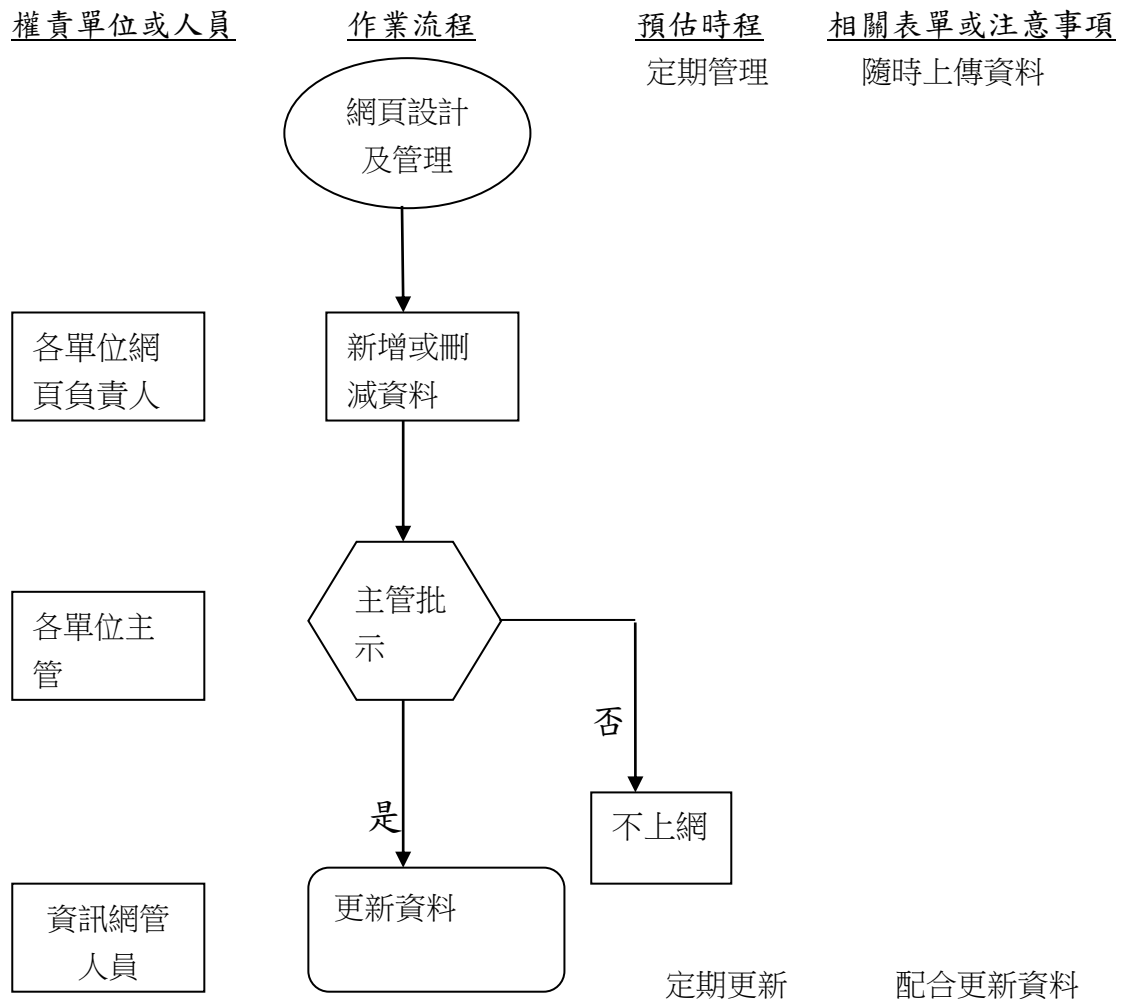 權責單位或人員 作業流程 預估時程 相關表單或注意事項
定期管理 隨時上傳資料
網頁設計
及管理
各單位網
頁負責人
新增或刪
減資料
各單位主
管
主管批
示
否
是
不上網
資訊網管
人員
更新資料
定期更新 配合更新資料